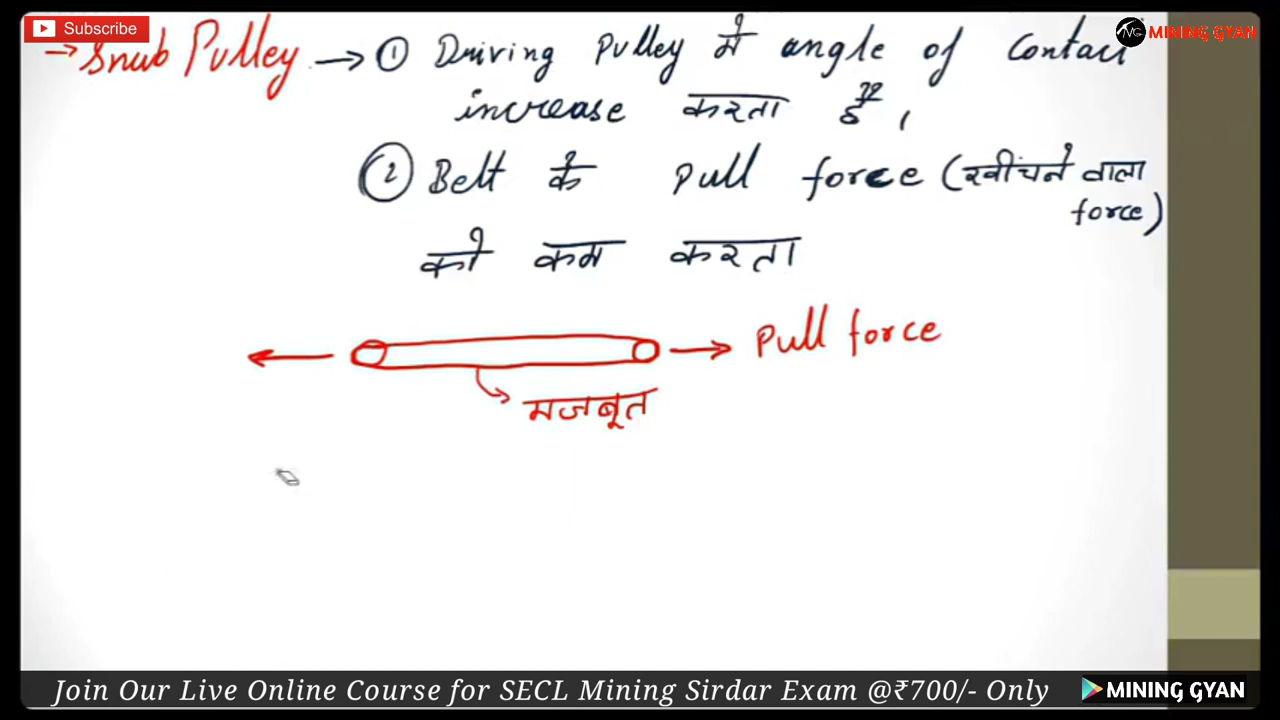 Subscribe
MINING GYAN
→ Snub Pulley → ① Driving pulley में angle of contact
increase करता है।
② Belt के pull force (खींचने वाला
force)
को कम करता
Pull force
मजबूत
Join Our Live Online Course for SECL Mining Sirdar Exam @₹700/- Only
MINING GYAN